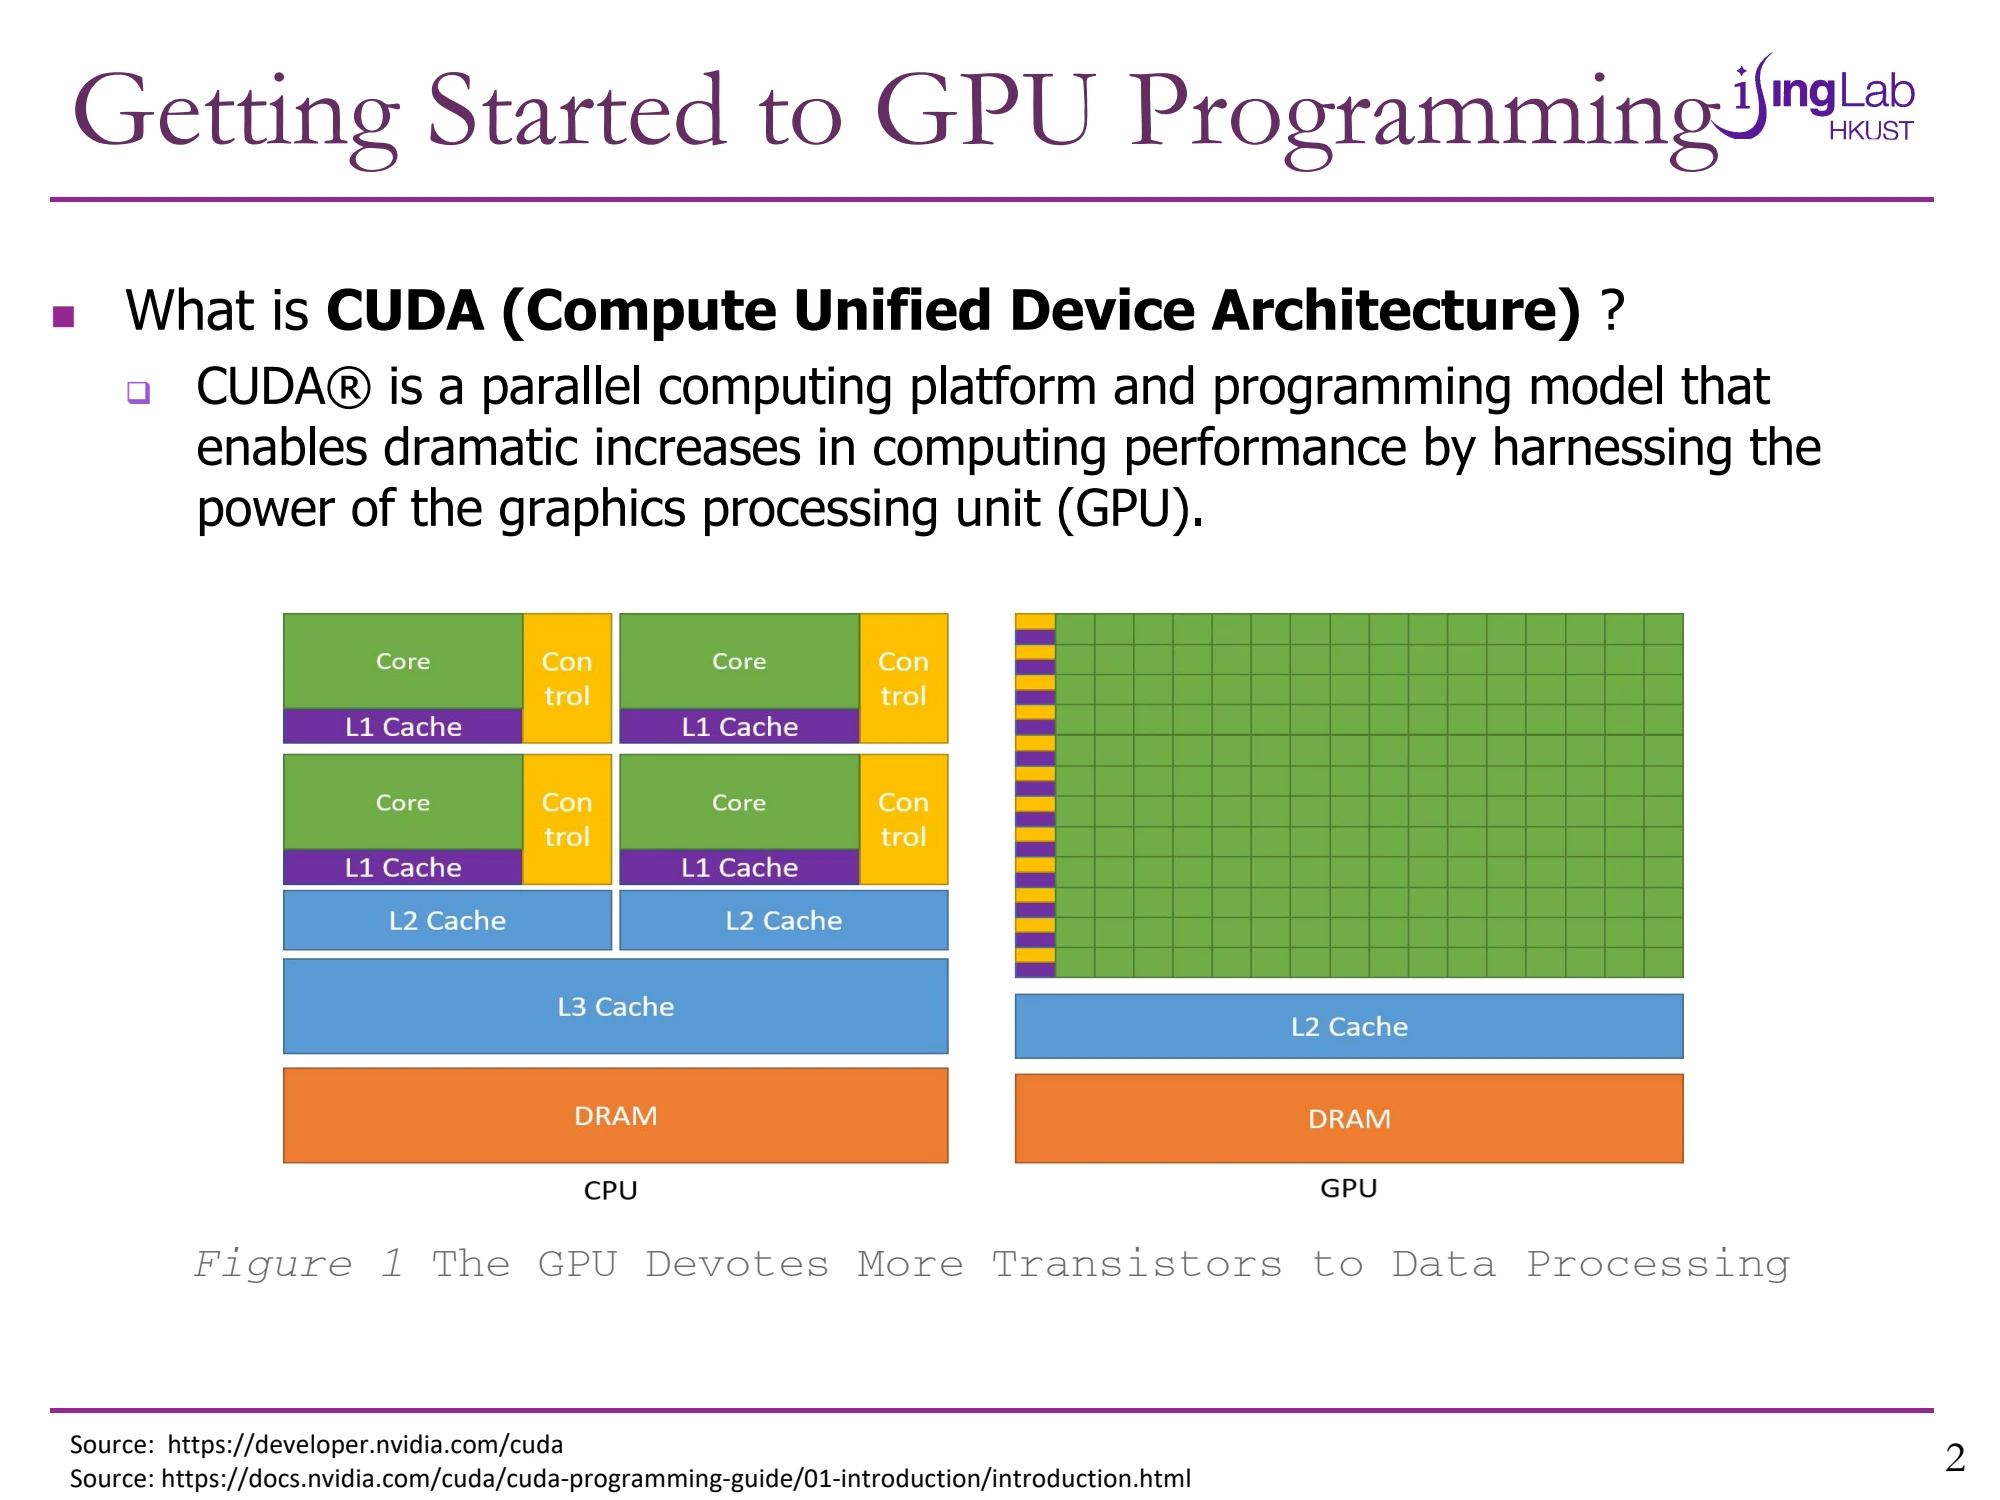 Getting Started to GPU Programming
isingLab
HKUST
What is CUDA (Compute Unified Device Architecture) ?
CUDA® is a parallel computing platform and programming model that
enables dramatic increases in computing performance by harnessing the
power of the graphics processing unit (GPU).
Core
Con
trol
L1 Cache
Core
Con
trol
L1 Cache
Core
Con
trol
L1 Cache
Core
Con
trol
L1 Cache
L2 Cache
L2 Cache
L3 Cache
DRAM
CPU
L2 Cache
DRAM
GPU
Figure 1 The GPU Devotes More Transistors to Data Processing
Source:  https://developer.nvidia.com/cuda
Source: https://docs.nvidia.com/cuda/cuda-programming-guide/01-introduction/introduction.html
2